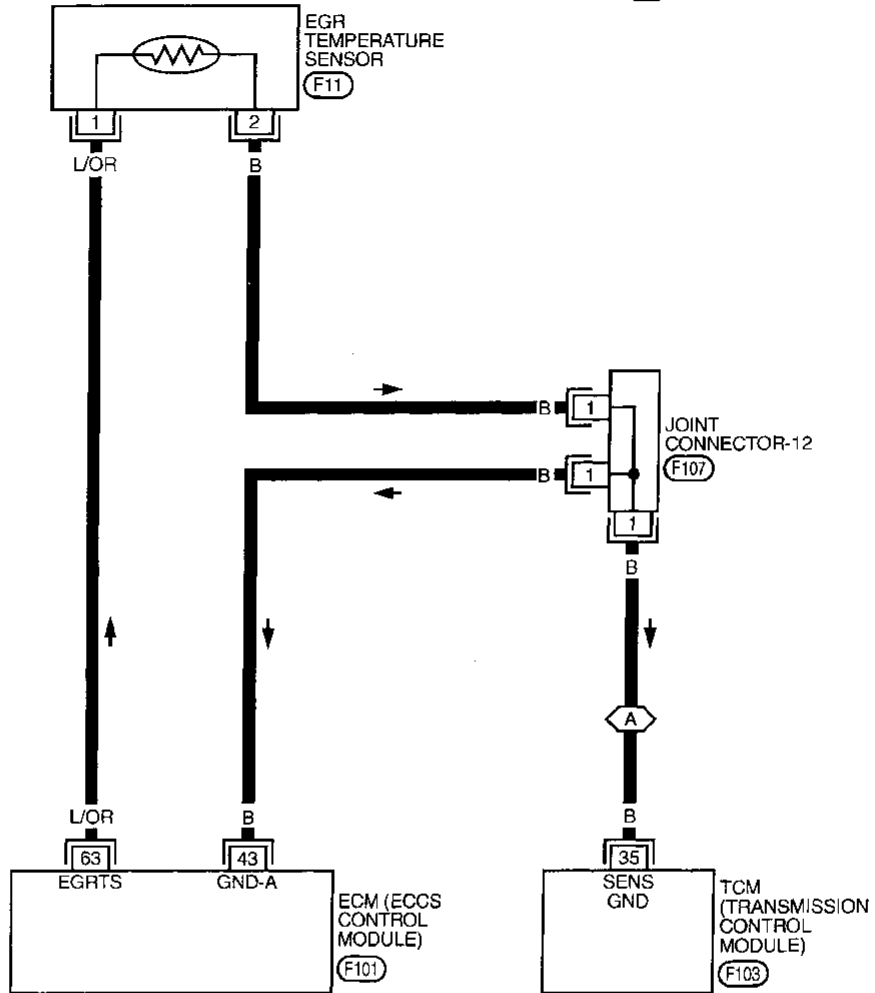 EGR
TEMPERATURE
SENSOR
F11
1
2
L/OR
B
B
1
JOINT
CONNECTOR-12
F107
B
1
1
B
A
L/OR
B
B
63
43
35
EGRTS
GND-A
SENS
GND
ECM (ECCS
CONTROL
MODULE)
F101
TCM
(TRANSMISSION
CONTROL
MODULE)
F103